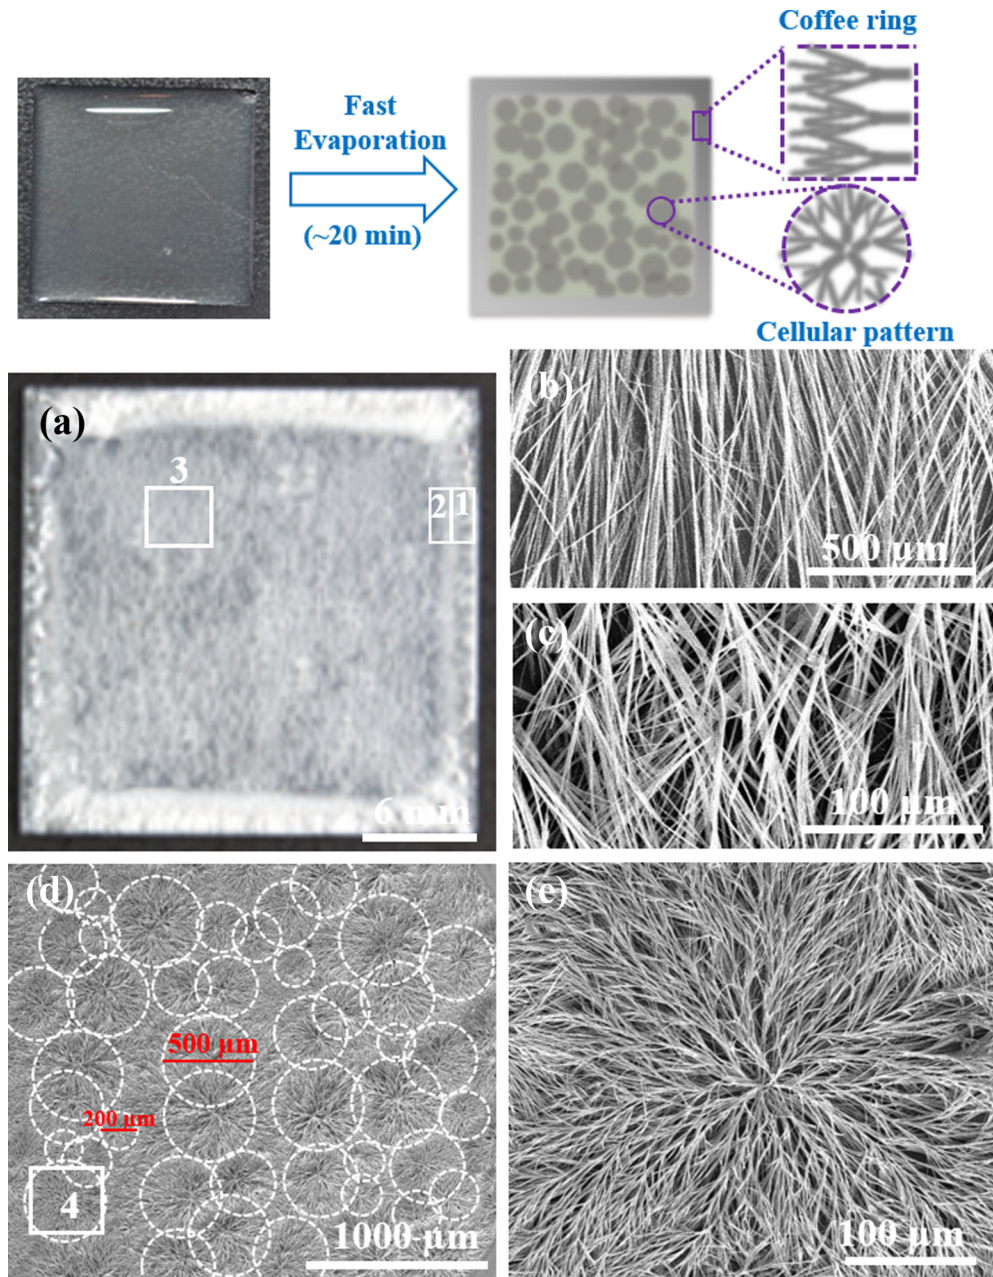 Coffee ring
Fast
Evaporation
(~20 min)
Cellular pattern
(a)
3
2
1
6 mm
(b)
500 µm
(c)
100 µm
(d)
500 µm
200 µm
4
1000 µm
(e)
100 µm